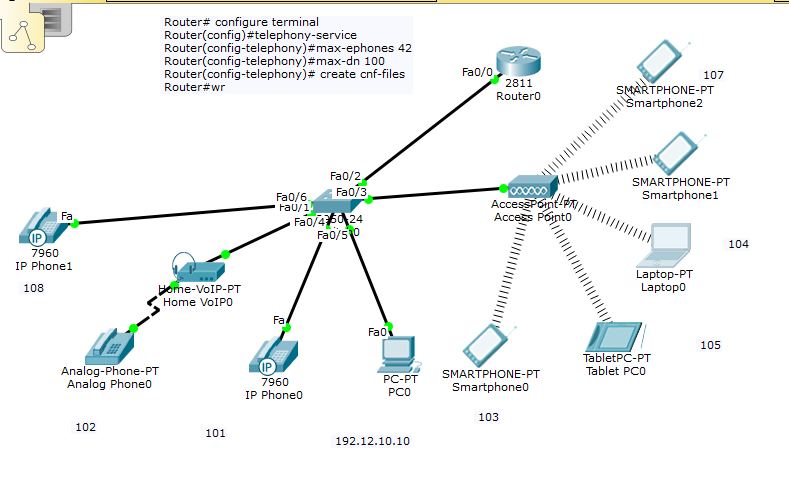 Router# configure terminal
Router(config)#telephony-service
Router(config-telephony)#max-ephones 42
Router(config-telephony)#max-dn 100
Router(config-telephony)# create cnf-files
Router#wr
Fa0/0
2811
Router0
107
SMARTPHONE-PT
Smartphone2
SMARTPHONE-PT
Smartphone1
Fa0/2
Fa0/3
Fa0/6
Fa0/1
Fa0/4
Fa0/5
AccessPoint-PT
Access Point0
Fa
7960
IP Phone1
108
Home-VoIP-PT
Home VoIP0
104
Laptop-PT
Laptop0
Analog-Phone-PT
Analog Phone0
102
Fa
7960
IP Phone0
101
Fa0
PC-PT
PC0
192.12.10.10
SMARTPHONE-PT
Smartphone0
103
TabletPC-PT
Tablet PC0
105